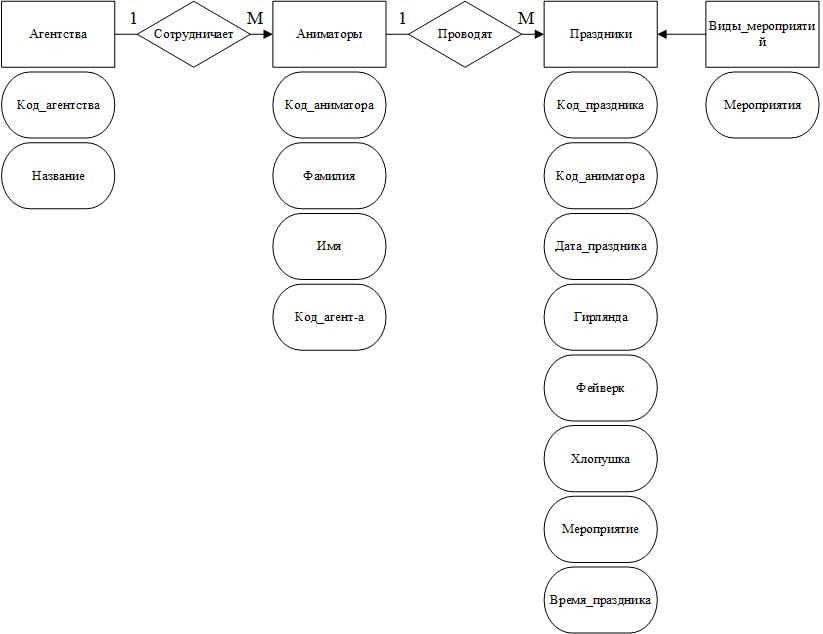 Агентства
1
Сотрудничает
М
Аниматоры
1
Проводят
М
Праздники
Виды_мероприяти
й
Код_агентства
Код_аниматора
Код_праздника
Мероприятия
Название
Фамилия
Код_аниматора
Имя
Дата_праздника
Код_агент-а
Гирлянда
Фейверк
Хлопушка
Мероприятие
Время_праздника